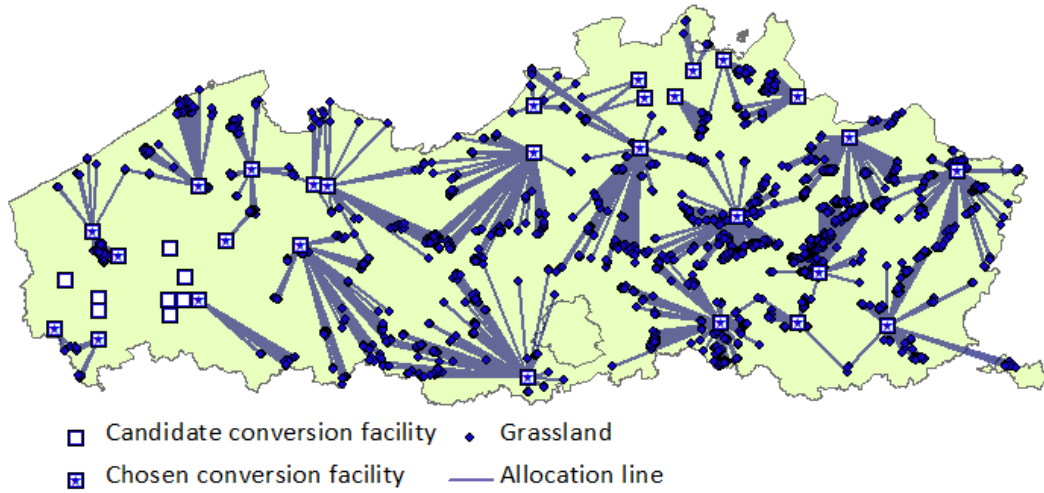 Candidate conversion facility
Grassland
Chosen conversion facility
Allocation line